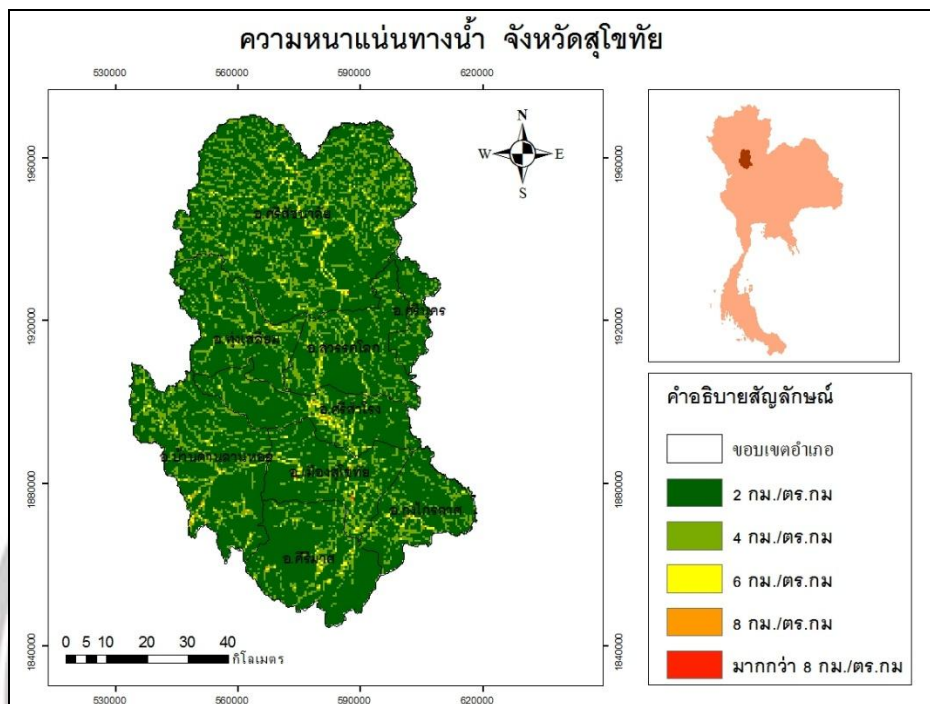 ความหนาแน่นทางน้ำ จังหวัดสุโขทัย
530000 560000 590000 620000
N
W E
S
1960000 1960000
อ.ศรีสัชนาลัย
อ.ศรีนคร
1920000 1920000
อ.ทุ่งเสลี่ยม
อ.สวรรคโลก
อ.ศรีสำโรง
อ.บ้านด่านลานหอย
อ.เมืองสุโขทัย
1880000 1880000
อ.กงไกรลาศ
อ.คีรีมาศ
0 5 10 20 30 40
กิโลเมตร
1840000 1840000
530000 560000 590000 620000
คำอธิบายสัญลักษณ์
ขอบเขตอำเภอ
2 กม./ตร.กม
4 กม./ตร.กม
6 กม./ตร.กม
8 กม./ตร.กม
มากกว่า 8 กม./ตร.กม